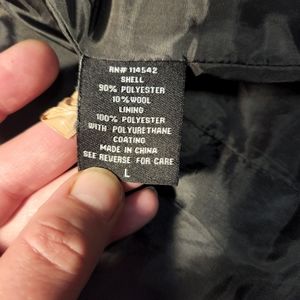 RN# 114542
SHELL
90% POLYESTER
10% WOOL
LINING
100% POLYESTER
WITH POLYURETHANE
COATING
MADE IN CHINA
SEE REVERSE FOR CARE
L